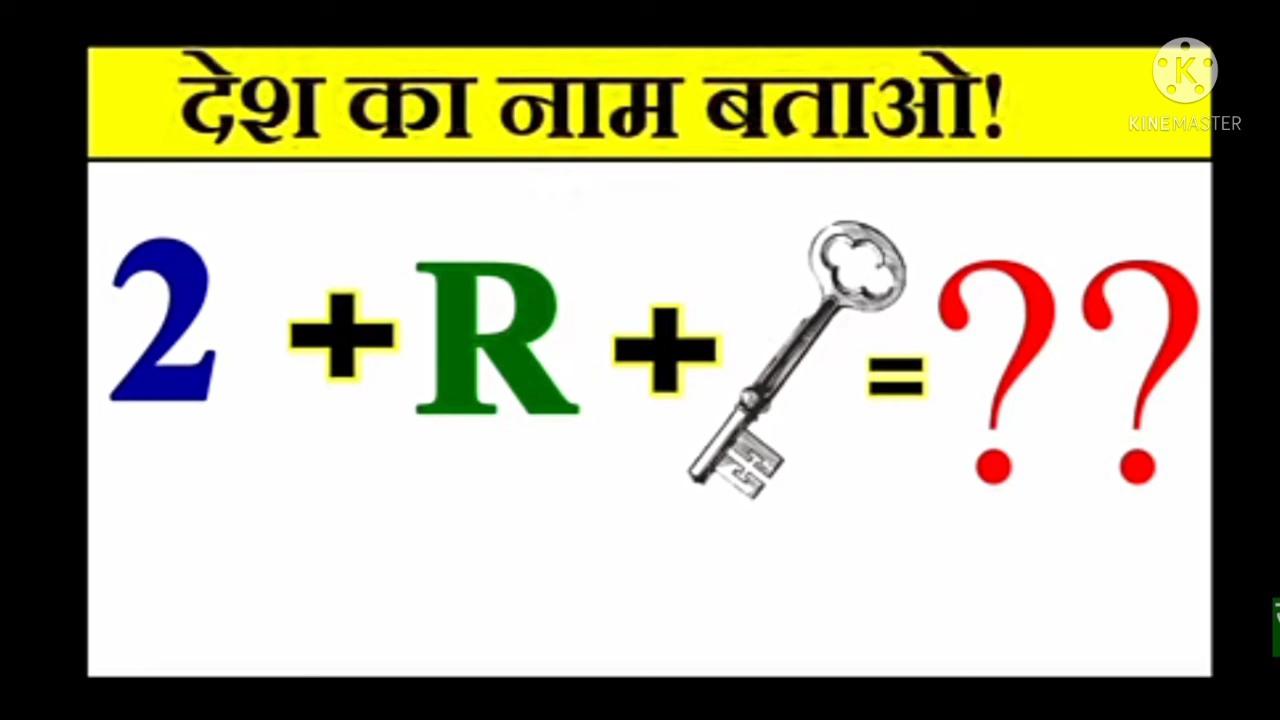 देश का नाम बताओ!
K
KINEMASTER
2 + R + = ??